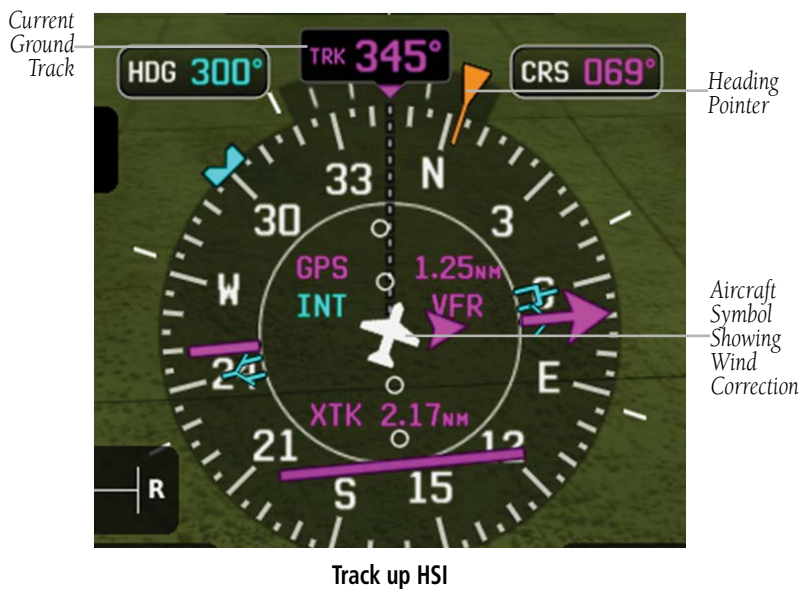 Current
Ground
Track
TRK 345°
HDG 300°
CRS 069°
Heading
Pointer
33
N
30
3
GPS
1.25NM
W
INT
VFR
Aircraft
Symbol
Showing
Wind
Correction
E
XTK 2.17NM
21
12
S
15
R
Track up HSI